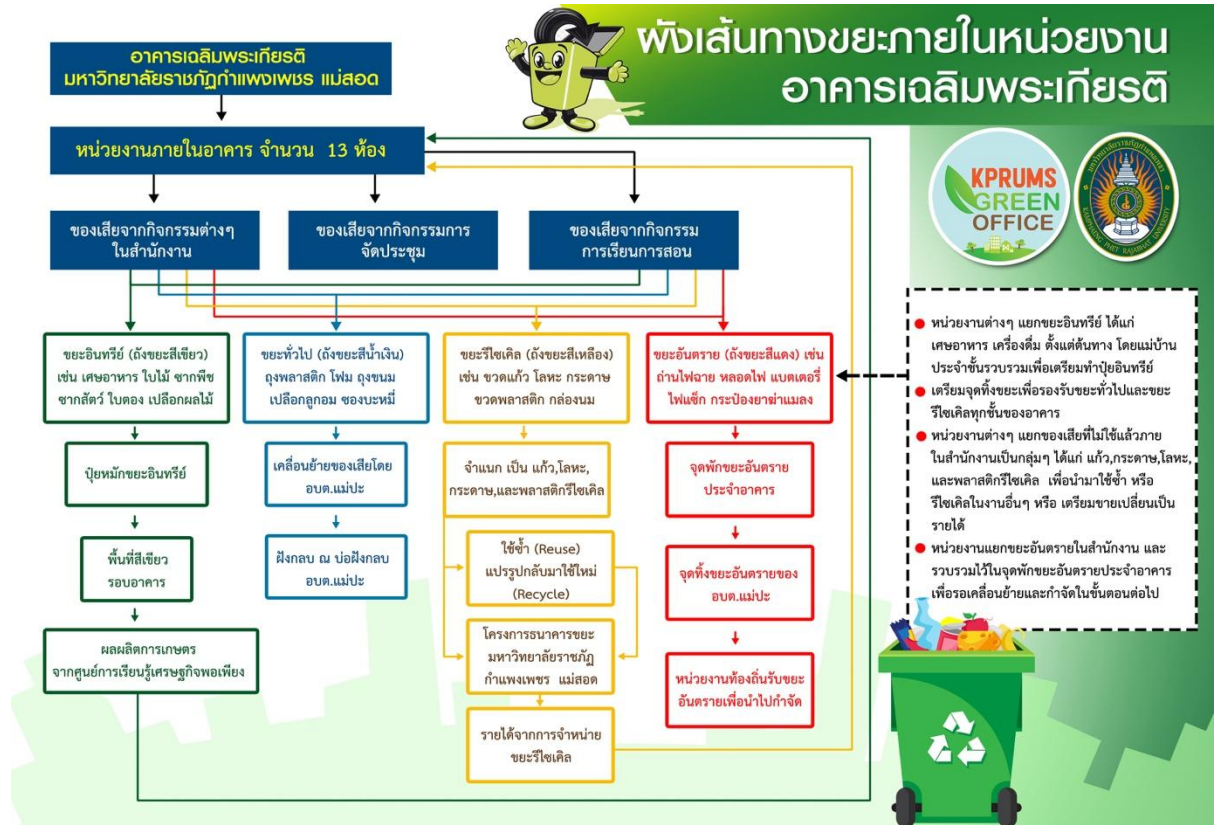 ผังเส้นทางขยะภายในหน่วยงาน
อาคารเฉลิมพระเกียรติ
อาคารเฉลิมพระเกียรติ
มหาวิทยาลัยราชภัฏกำแพงเพชร แม่สอด
หน่วยงานภายในอาคาร จำนวน 13 ห้อง
ของเสียจากกิจกรรมต่างๆ
ในสำนักงาน
ของเสียจากกิจกรรมการ
จัดประชุม
ของเสียจากกิจกรรม
การเรียนการสอน
ขยะอินทรีย์ (ถังขยะสีเขียว)
เช่น เศษอาหาร ใบไม้ ซากพืช
ซากสัตว์ ใบตอง เปลือกผลไม้
ปุ๋ยหมักขยะอินทรีย์
พื้นที่สีเขียว
รอบอาคาร
ผลผลิตการเกษตร
จากศูนย์การเรียนรู้เศรษฐกิจพอเพียง
ขยะทั่วไป (ถังขยะสีน้ำเงิน)
ถุงพลาสติก โฟม ถุงขนม
เปลือกลูกอม ซองบะหมี่
เคลื่อนย้ายของเสียโดย
อบต.แม่ปะ
ฝังกลบ ณ บ่อฝังกลบ
อบต.แม่ปะ
ขยะรีไซเคิล (ถังขยะสีเหลือง)
เช่น ขวดแก้ว โลหะ กระดาษ
ขวดพลาสติก กล่องนม
จำแนก เป็น แก้ว,โลหะ,
กระดาษ,และพลาสติกรีไซเคิล
ใช้ซ้ำ (Reuse)
แปรรูปกลับมาใช้ใหม่
(Recycle)
โครงการธนาคารขยะ
มหาวิทยาลัยราชภัฏ
กำแพงเพชร แม่สอด
รายได้จากการจำหน่าย
ขยะรีไซเคิล
ขยะอันตราย (ถังขยะสีแดง) เช่น
ถ่านไฟฉาย หลอดไฟ แบตเตอรี่
ไฟแช็ก กระป๋องยาฆ่าแมลง
จุดพักขยะอันตราย
ประจำอาคาร
จุดทิ้งขยะอันตรายของ
อบต.แม่ปะ
หน่วยงานท้องถิ่นรับขยะ
อันตรายเพื่อนำไปกำจัด
KPRUMS
GREEN
OFFICE
มหาวิทยาลัยราชภัฏกำแพงเพชร
KAMPHAENG PHET RAJABHAT UNIVERSITY
หน่วยงานต่างๆ แยกขยะอินทรีย์ ได้แก่
เศษอาหาร เครื่องดื่ม ตั้งแต่ต้นทาง โดยแม่บ้าน
ประจำชั้นรวบรวมเพื่อเตรียมทำปุ๋ยอินทรีย์
เตรียมจุดทิ้งขยะเพื่อรองรับขยะทั่วไปและขยะ
รีไซเคิลทุกชั้นของอาคาร
หน่วยงานต่างๆ แยกของเสียที่ไม่ใช้แล้วภาย
ในสำนักงานเป็นกลุ่มๆ ได้แก่ แก้ว,กระดาษ,โลหะ,
และพลาสติกรีไซเคิล เพื่อนำมาใช้ซ้ำ หรือ
รีไซเคิลในงานอื่นๆ หรือ เตรียมขายเปลี่ยนเป็น
รายได้
หน่วยงานแยกขยะอันตรายในสำนักงาน และ
รวบรวมไว้ในจุดพักขยะอันตรายประจำอาคาร
เพื่อรอเคลื่อนย้ายและกำจัดในขั้นตอนต่อไป